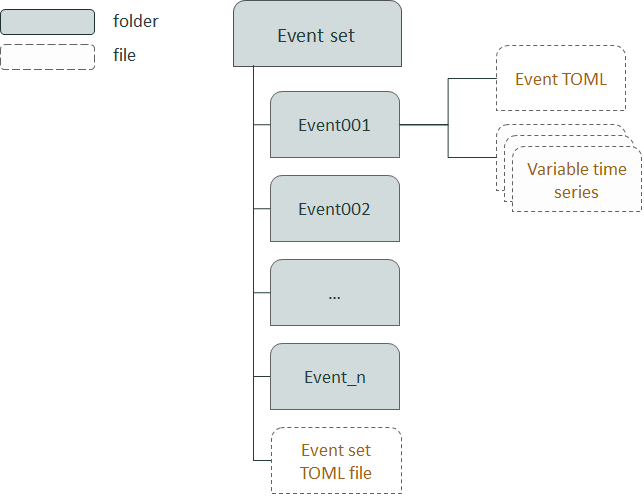 folder
file
Event set
Event001
Event TOML
Variable time
series
Event002
...
Event_n
Event set
TOML file